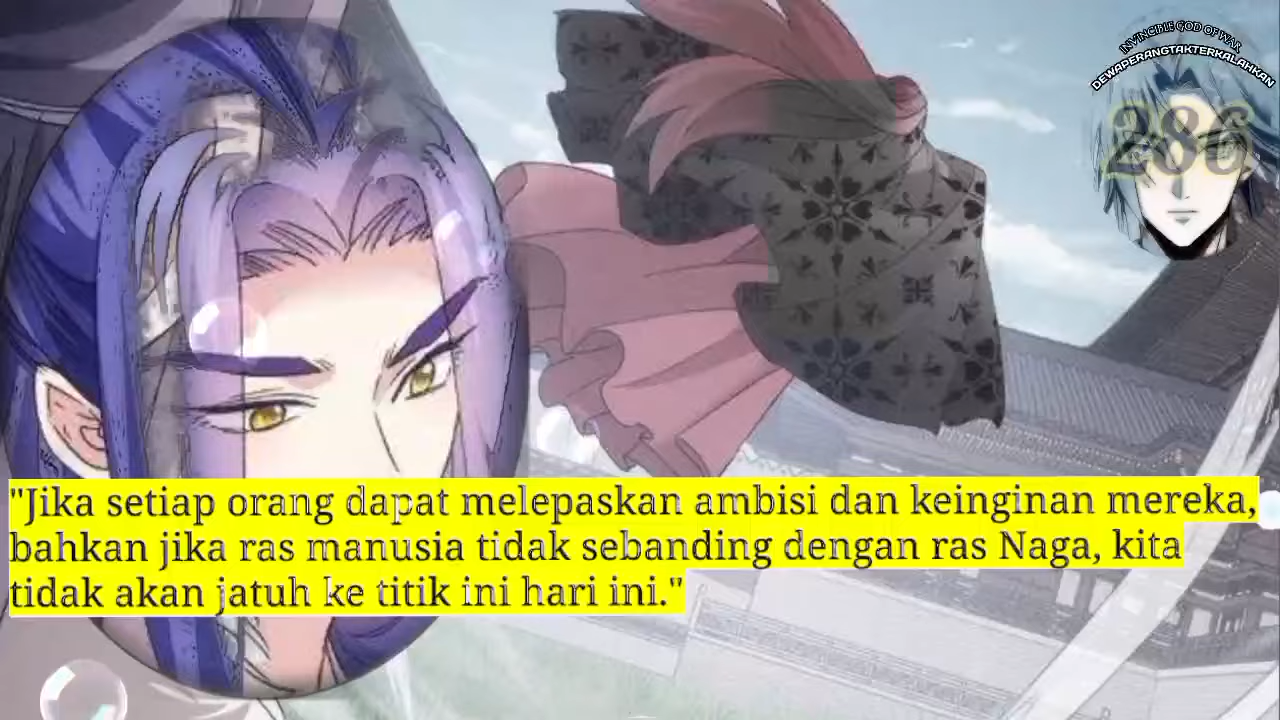 INVINCIBLE GOD OF WAR
DEWAPERANGTAKTERKALAHKAN
286
"Jika setiap orang dapat melepaskan ambisi dan keinginan mereka,
bahkan jika ras manusia tidak sebanding dengan ras Naga, kita
tidak akan jatuh ke titik ini hari ini."